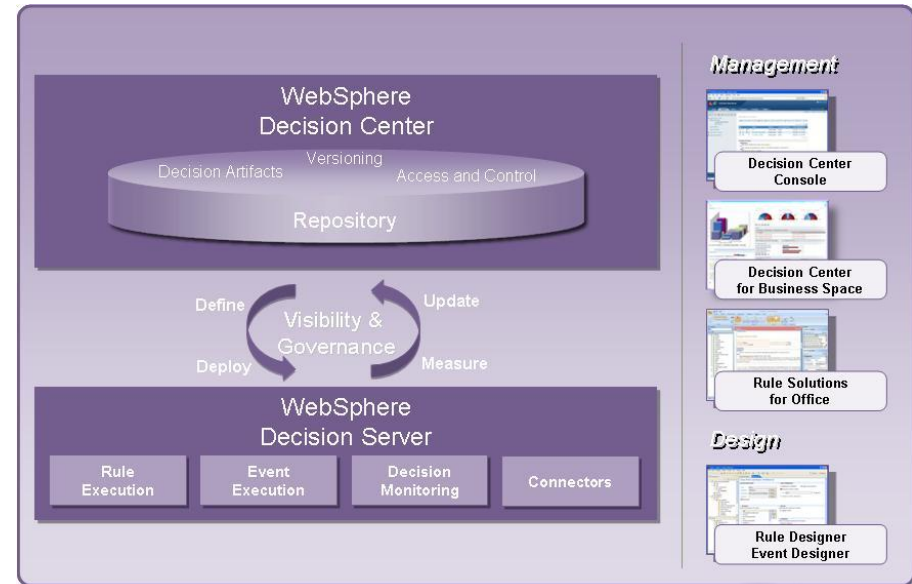 WebSphere
Decision Center
Versioning
Decision Artifacts
Access and Control
Repository
Define
Update
Visibility &
Governance
Deploy
Measure
WebSphere
Decision Server
Rule
Execution
Event
Execution
Decision
Monitoring
Connectors
Management
Decision Center
Console
Decision Center
for Business Space
Rule Solutions
for Office
Design
Rule Designer
Event Designer